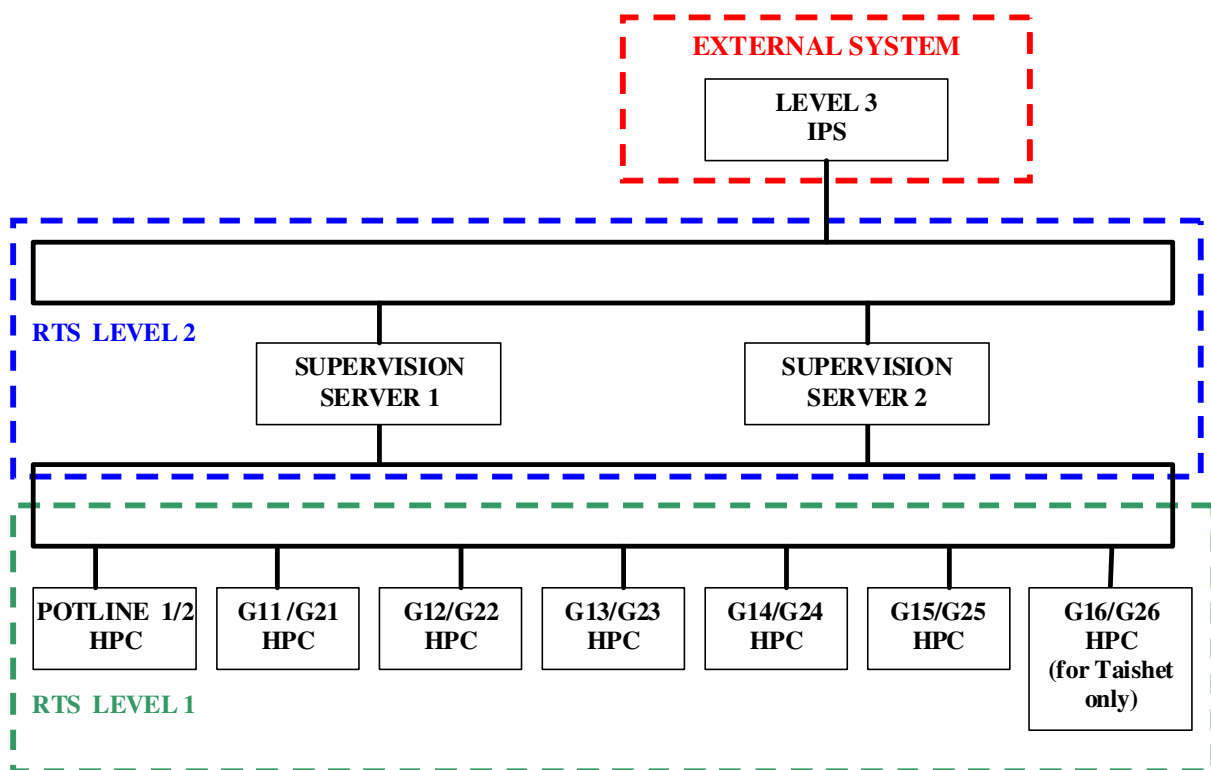 EXTERNAL SYSTEM
LEVEL 3
IPS
RTS LEVEL 2
SUPERVISION
SERVER 1
SUPERVISION
SERVER 2
POTLINE 1/2
HPC
G11/G21
HPC
G12/G22
HPC
G13/G23
HPC
G14/G24
HPC
G15/G25
HPC
G16/G26
HPC
(for Taishet
only)
RTS LEVEL 1